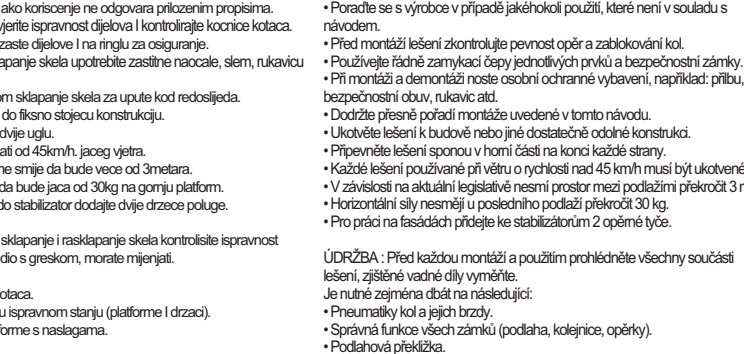 ako koriscenje ne odgovara prilozenim propisima.
vjerite ispravnost dijelova I kontrolirajte kocnice kotaca.
zaste dijelove I na ringlu za osiguranje.
lapanje skela upotrebite zastitne naocale, slem, rukavicu
om sklapanje skela za upute kod redoslijeda.
do fiksno stojecu konstrukciju.
dvije uglu.
ati od 45km/h. jaceg vjetra.
ne smije da bude vece od 3metara.
da bude jaca od 30kg na gornju platform.
do stabilizator dodajte dvije drzece poluge.
sklapanje i rasklapanje skela kontrolisite ispravnost
dio s greskom, morate mijenjati.
otaca.
u ispravnom stanju (platforme I drzaci).
forme s naslagama.
• Poraďte se s výrobce v případě jakéhokoli použití, které není v souladu s
návodem.
• Před montáží lešení zkontrolujte pevnost opěr a zablokování kol.
• Používejte řádně zamykací čepy jednotlivých prvků a bezpečnostní zámky.
• Při montáži a demontáži noste osobní ochranné vybavení, například: přilbu,
bezpečnostní obuv, rukavic atd.
• Dodržte přesně pořadí montáže uvedené v tomto návodu.
• Ukotvěte lešení k budově nebo jiné dostatečně odolné konstrukci.
• Připevněte lešení sponou v horní části na konci každé strany.
• Každé lešení používané při větru o rychlosti nad 45 km/h musí být ukotvené
• V závislosti na aktuální legislativě nesmí prostor mezi podlažími překročit 3 m
• Horizontální síly nesmějí u posledního podlaží překročit 30 kg.
• Pro práci na fasádách přidejte ke stabilizátorům 2 opěrné tyče.
ÚDRŽBA : Před každou montáží a použitím prohlédněte všechny součásti
lešení, zjištěné vadné díly vyměňte.
Je nutné zejména dbát na následující:
• Pneumatiky kol a jejich brzdy.
• Správná funkce všech zámků (podlaha, kolejnice, opěrky).
• Podlahová překližka.